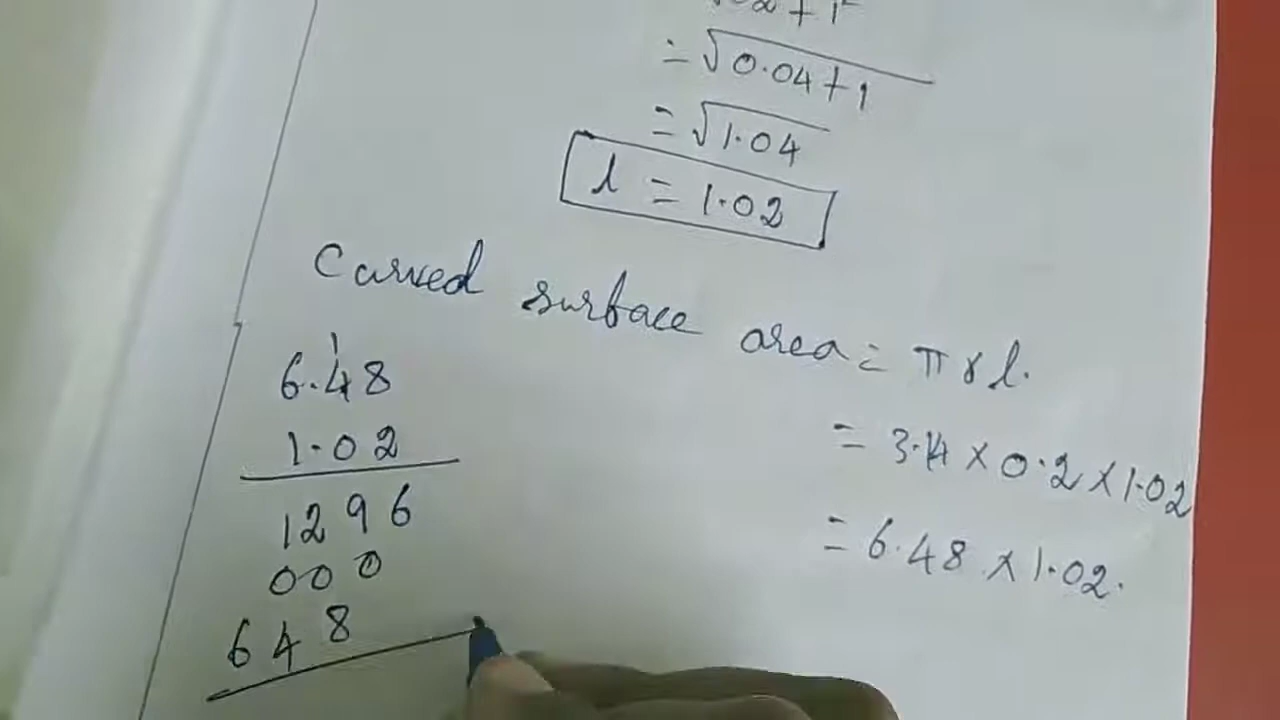 = √0.04+1
= √1.04
l = 1.02
Curved surface area = πrl.
= 3.14 × 0.2 × 1.02
= 6.48 × 1.02.
1
6.48
1.02
1296
000
648